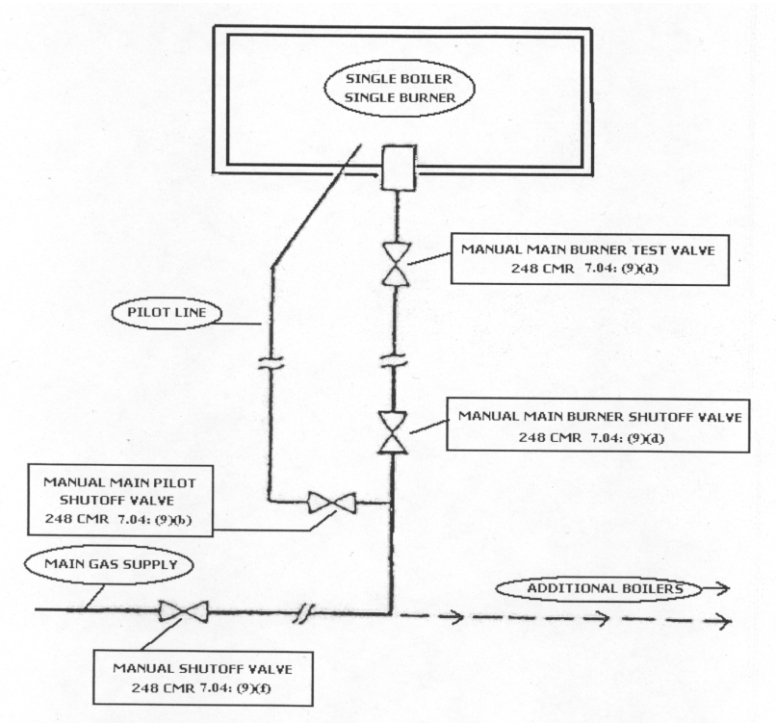 SINGLE BOILER
SINGLE BURNER
MANUAL MAIN BURNER TEST VALVE
248 CMR 7.04: (9)(d)
PILOT LINE
MANUAL MAIN BURNER SHUTOFF VALVE
248 CMR 7.04: (9)(d)
MANUAL MAIN PILOT
SHUTOFF VALVE
248 CMR 7.04: (9)(b)
MAIN GAS SUPPLY
ADDITIONAL BOILERS
MANUAL SHUTOFF VALVE
248 CMR 7.04: (9)(f)